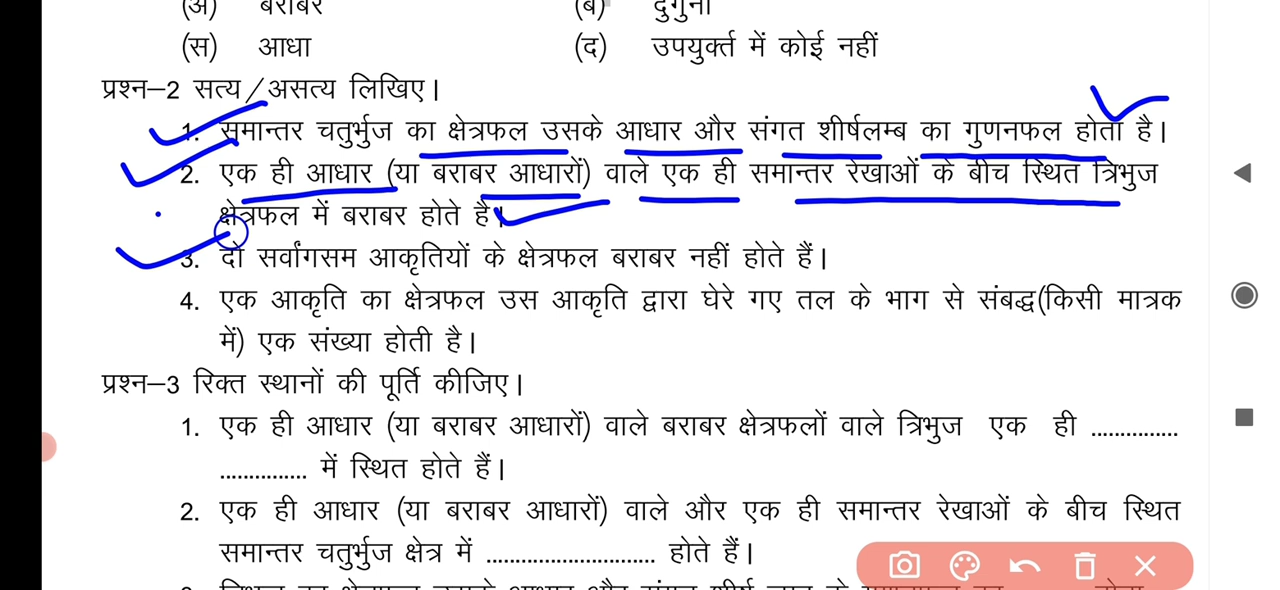 (अ) बराबर (ब) दुगुना
(स) आधा (द) उपर्युक्त में कोई नहीं
प्रश्न–2 सत्य/असत्य लिखिए।
1. समान्तर चतुर्भुज का क्षेत्रफल उसके आधार और संगत शीर्षलम्ब का गुणनफल होता है।
2. एक ही आधार (या बराबर आधारों) वाले एक ही समान्तर रेखाओं के बीच स्थित त्रिभुज
क्षेत्रफल में बराबर होते है।
3. दो सर्वांगसम आकृतियों के क्षेत्रफल बराबर नहीं होते हैं।
4. एक आकृति का क्षेत्रफल उस आकृति द्वारा घेरे गए तल के भाग से संबद्ध(किसी मात्रक
में) एक संख्या होती है।
प्रश्न–3 रिक्त स्थानों की पूर्ति कीजिए।
1. एक ही आधार (या बराबर आधारों) वाले बराबर क्षेत्रफलों वाले त्रिभुज एक ही ...............
............... में स्थित होते हैं।
2. एक ही आधार (या बराबर आधारों) वाले और एक ही समान्तर रेखाओं के बीच स्थित
समान्तर चतुर्भुज क्षेत्र में ............................. होते हैं।